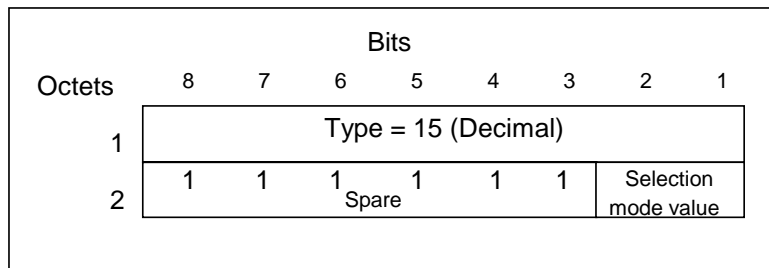 Bits
Octets 8 7 6 5 4 3 2 1
1 Type = 15 (Decimal)
2 1 1 1 1 1 1 Selection
Spare mode value